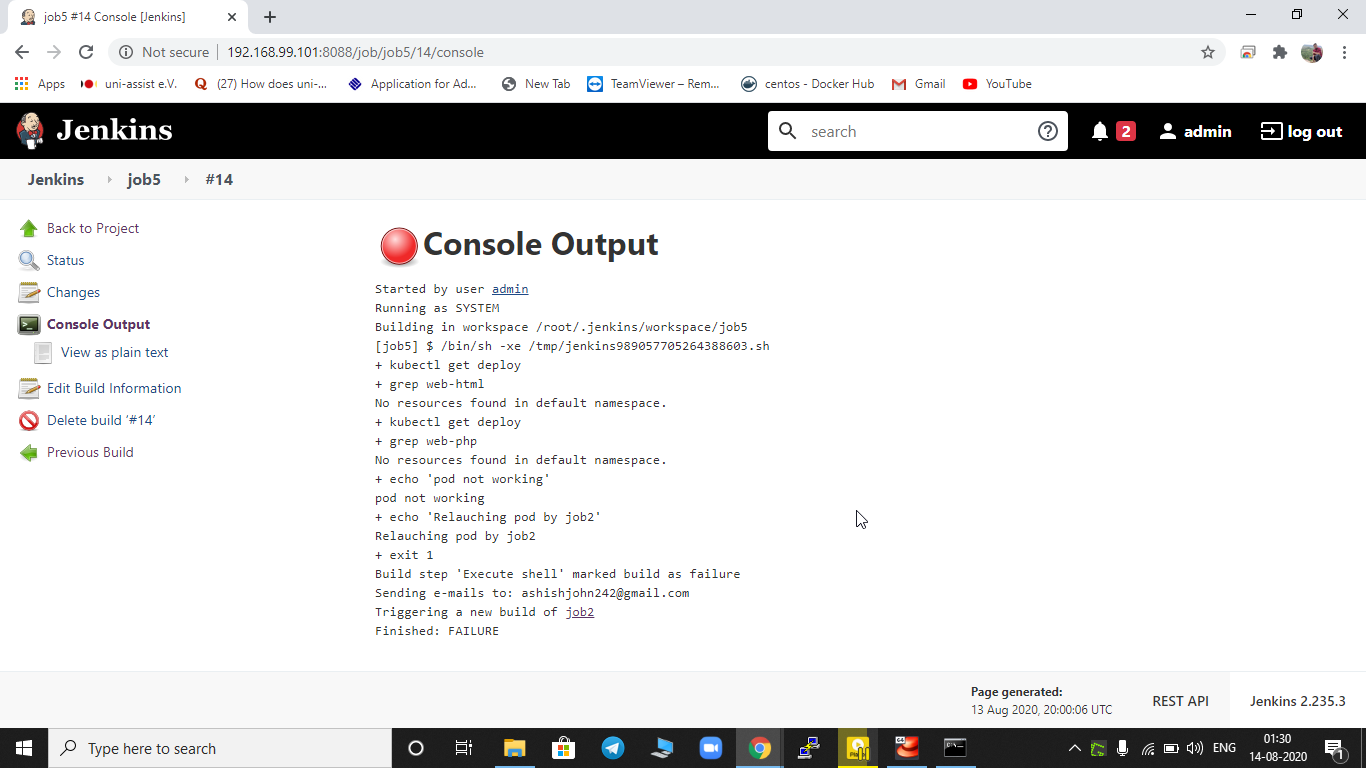 job5 #14 Console [Jenkins]
Not secure
192.168.99.101:8088/job/job5/14/console
Apps
uni-assist e.V.
(27) How does uni-...
Application for Ad...
New Tab
TeamViewer – Rem...
centos - Docker Hub
Gmail
YouTube
Jenkins
search
2
admin
log out
Jenkins
job5
#14
Back to Project
Status
Changes
Console Output
View as plain text
Edit Build Information
Delete build ‘#14’
Previous Build
Console Output
Started by user admin
Running as SYSTEM
Building in workspace /root/.jenkins/workspace/job5
[job5] $ /bin/sh -xe /tmp/jenkins989057705264388603.sh
+ kubectl get deploy
+ grep web-html
No resources found in default namespace.
+ kubectl get deploy
+ grep web-php
No resources found in default namespace.
+ echo 'pod not working'
pod not working
+ echo 'Relauching pod by job2'
Relauching pod by job2
+ exit 1
Build step 'Execute shell' marked build as failure
Sending e-mails to: ashishjohn242@gmail.com
Triggering a new build of job2
Finished: FAILURE
Page generated:
13 Aug 2020, 20:00:06 UTC
REST API
Jenkins 2.235.3
Type here to search
ENG
01:30
14-08-2020
1